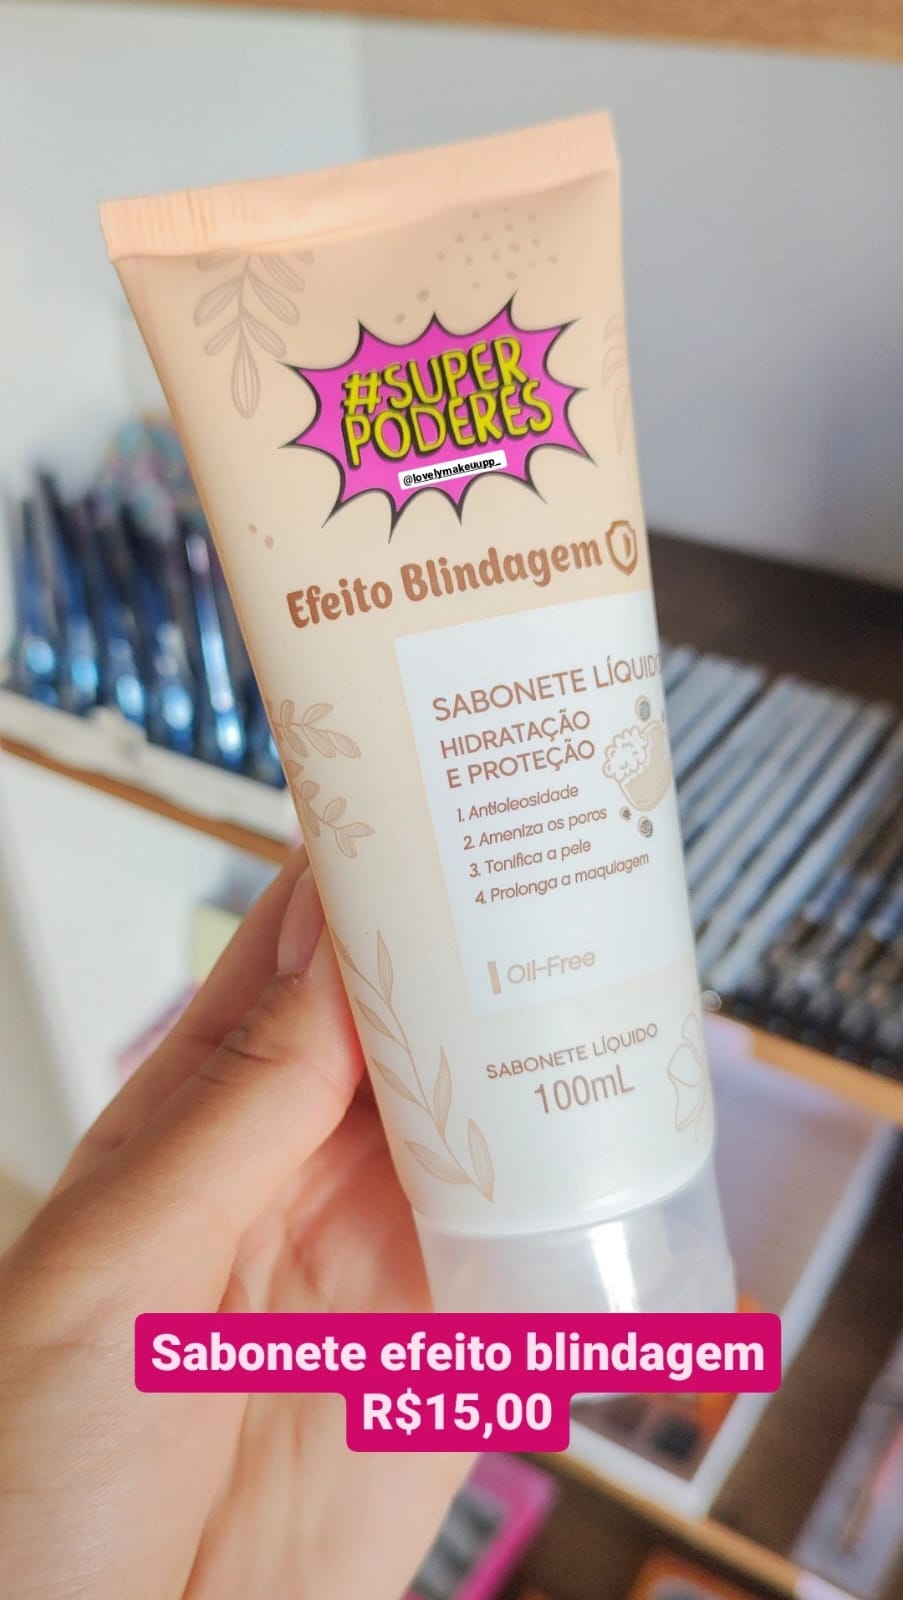 #SUPER
PODERES
@lovelymakeuupp_
Efeito Blindagem
SABONETE LÍQUIDO
HIDRATAÇÃO
E PROTEÇÃO
1. Antioleosidade
2. Ameniza os poros
3. Tonifica a pele
4. Prolonga a maquiagem
Oil-Free
SABONETE LÍQUIDO
100mL
Sabonete efeito blindagem
R$15,00